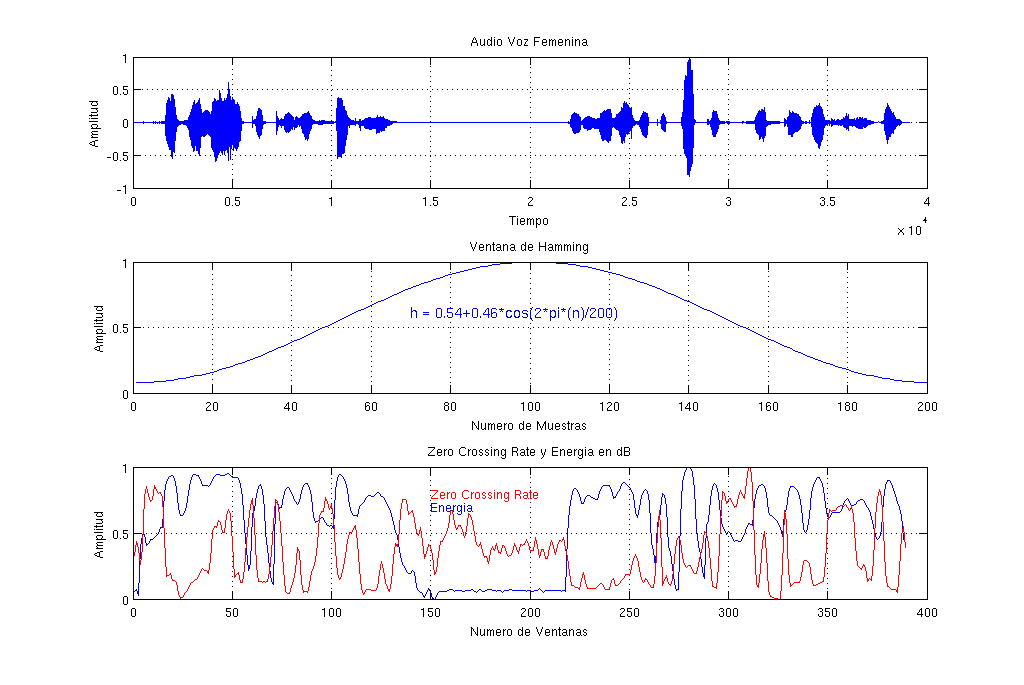 Audio Voz Femenina
Amplitud
1
0.5
0
-0.5
-1
0 0.5 1 1.5 2 2.5 3 3.5 4
Tiempo
x 10^4
Ventana de Hamming
Amplitud
1
0.5
0
h = 0.54+0.46*cos(2*pi*(n)/200)
0 20 40 60 80 100 120 140 160 180 200
Numero de Muestras
Zero Crossing Rate y Energia en dB
Amplitud
1
0.5
0
Zero Crossing Rate
Energia
0 50 100 150 200 250 300 350 400
Numero de Ventanas